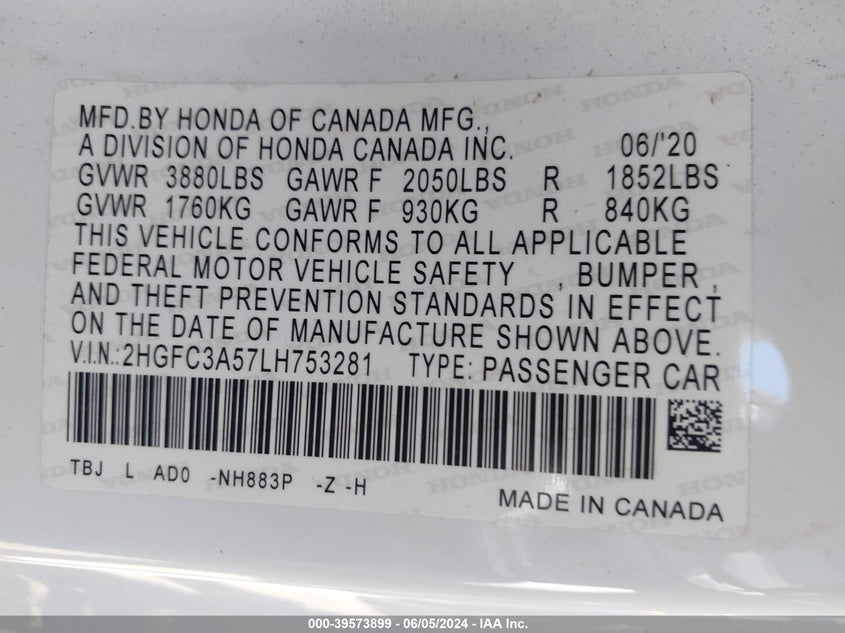 MFD.BY HONDA OF CANADA MFG.,
A DIVISION OF HONDA CANADA INC. 06/'20
GVWR 3880LBS GAWR F 2050LBS R 1852LBS
GVWR 1760KG GAWR F 930KG R 840KG
THIS VEHICLE CONFORMS TO ALL APPLICABLE
FEDERAL MOTOR VEHICLE SAFETY , BUMPER ,
AND THEFT PREVENTION STANDARDS IN EFFECT
ON THE DATE OF MANUFACTURE SHOWN ABOVE.
V.I.N.:2HGFC3A57LH753281 TYPE: PASSENGER CAR
TBJ L AD0 -NH883P -Z -H
MADE IN CANADA
000-39573899 - 06/05/2024 - IAA Inc.